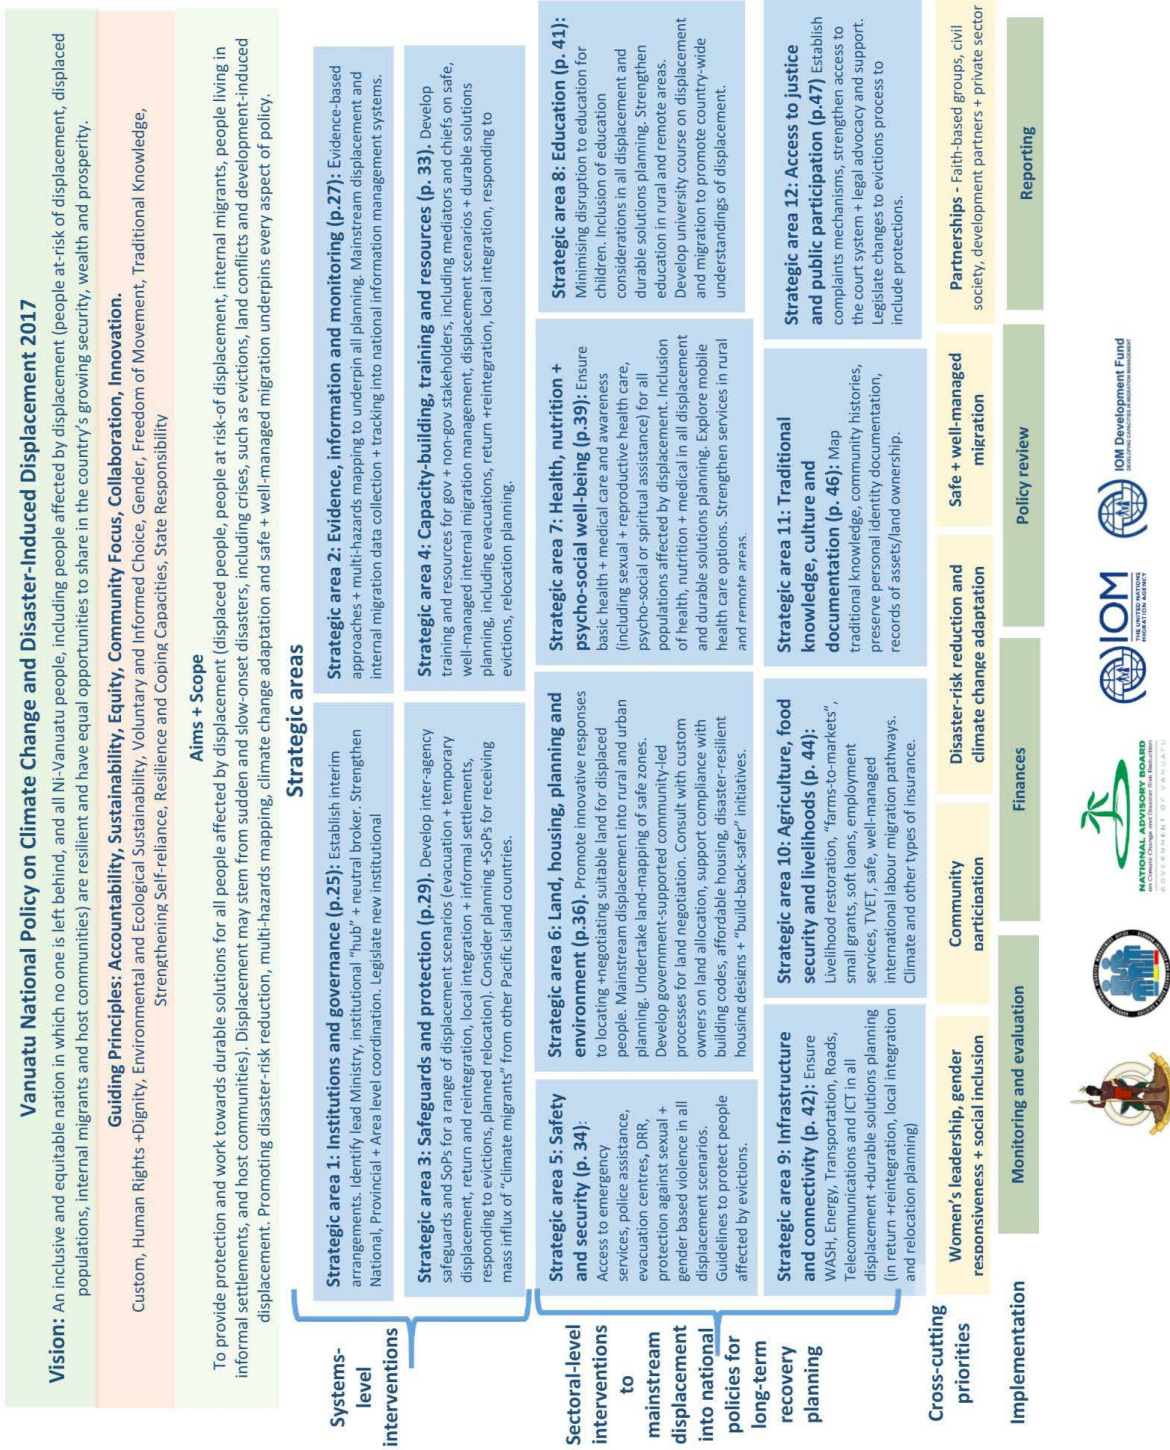 Vanuatu National Policy on Climate Change and Disaster-Induced Displacement 2017
Vision: An inclusive and equitable nation in which no one is left behind, and all Ni-Vanuatu people, including people affected by displacement (people at-risk of displacement, displaced
populations, internal migrants and host communities) are resilient and have equal opportunities to share in the country's growing security, wealth and prosperity.
Guiding Principles: Accountability, Sustainability, Equity, Community Focus, Collaboration, Innovation.
Custom, Human Rights +Dignity, Environmental and Ecological Sustainability, Voluntary and Informed Choice, Gender, Freedom of Movement, Traditional Knowledge,
Strengthening Self-reliance, Resilience and Coping Capacities, State Responsibility
Aims + Scope
To provide protection and work towards durable solutions for all people affected by displacement (displaced people, people at risk-of displacement, internal migrants, people living in
informal settlements, and host communities). Displacement may stem from sudden and slow-onset disasters, including crises, such as evictions, land conflicts and development-induced
displacement. Promoting disaster-risk reduction, multi-hazards mapping, climate change adaptation and safe + well-managed migration underpins every aspect of policy.
Strategic areas
Systems-
level
interventions
Strategic area 1: Institutions and governance (p.25): Establish interim
arrangements. Identify lead Ministry, institutional "hub" + neutral broker. Strengthen
National, Provincial + Area level coordination. Legislate new institutional
Strategic area 2: Evidence, information and monitoring (p.27): Evidence-based
approaches + multi-hazards mapping to underpin all planning. Mainstream displacement and
internal migration data collection + tracking into national information management systems.
Strategic area 3: Safeguards and protection (p.29). Develop inter-agency
safeguards and SoPs for a range of displacement scenarios (evacuation + temporary
displacement, return and reintegration, local integration + informal settlements,
responding to evictions, planned relocation). Consider planning +SoPs for receiving
mass influx of "climate migrants" from other Pacific island countries.
Strategic area 4: Capacity-building, training and resources (p. 33). Develop
training and resources for gov + non-gov stakeholders, including mediators and chiefs on safe,
well-managed internal migration management, displacement scenarios + durable solutions
planning, including evacuations, return +reintegration, local integration, responding to
evictions, relocation planning.
Sectoral-level
interventions
to
mainstream
displacement
into national
policies for
long-term
recovery
planning
Strategic area 5: Safety
and security (p. 34):
Access to emergency
services, police assistance,
evacuation centres, DRR,
protection against sexual +
gender based violence in all
displacement scenarios.
Guidelines to protect people
affected by evictions.
Strategic area 6: Land, housing, planning and
environment (p.36). Promote innovative responses
to locating +negotiating suitable land for displaced
people. Mainstream displacement into rural and urban
planning. Undertake land-mapping of safe zones.
Develop government-supported community-led
processes for land negotiation. Consult with custom
owners on land allocation, support compliance with
building codes, affordable housing, disaster-resilient
housing designs + "build-back-safer" initiatives.
Strategic area 7: Health, nutrition +
psycho-social well-being (p.39): Ensure
basic health + medical care and awareness
(including sexual + reproductive health care,
psycho-social or spiritual assistance) for all
populations affected by displacement. Inclusion
of health, nutrition + medical in all displacement
and durable solutions planning. Explore mobile
health care options. Strengthen services in rural
and remote areas.
Strategic area 8: Education (p. 41):
Minimising disruption to education for
children. Inclusion of education
considerations in all displacement and
durable solutions planning. Strengthen
education in rural and remote areas.
Develop university course on displacement
and migration to promote country-wide
understandings of displacement.
Strategic area 9: Infrastructure
and connectivity (p. 42): Ensure
WASH, Energy, Transportation, Roads,
Telecommunications and ICT in all
displacement +durable solutions planning
(in return +reintegration, local integration
and relocation planning)
Strategic area 10: Agriculture, food
security and livelihoods (p. 44):
Livelihood restoration, "farms-to-markets",
small grants, soft loans, employment
services, TVET, safe, well-managed
international labour migration pathways.
Climate and other types of insurance.
Strategic area 11: Traditional
knowledge, culture and
documentation (p. 46): Map
traditional knowledge, community histories,
preserve personal identity documentation,
records of assets/land ownership.
Strategic area 12: Access to justice
and public participation (p.47) Establish
complaints mechanisms, strengthen access to
the court system + legal advocacy and support.
Legislate changes to evictions process to
include protections.
Cross-cutting
priorities
Women's leadership, gender
responsiveness + social inclusion
Community
participation
Disaster-risk reduction and
climate change adaptation
Safe + well-managed
migration
Partnerships - Faith-based groups, civil
society, development partners + private sector
Implementation
Monitoring and evaluation
Finances
Policy review
Reporting
NATIONAL ADVISORY BOARD
on Climate Change and Disaster Risk Reduction
GOVERNMENT OF VANUATU
IOM
THE UNITED NATIONS
MIGRATION AGENCY
IOM Development Fund
DEVELOPING CAPACITIES IN MIGRATION MANAGEMENT